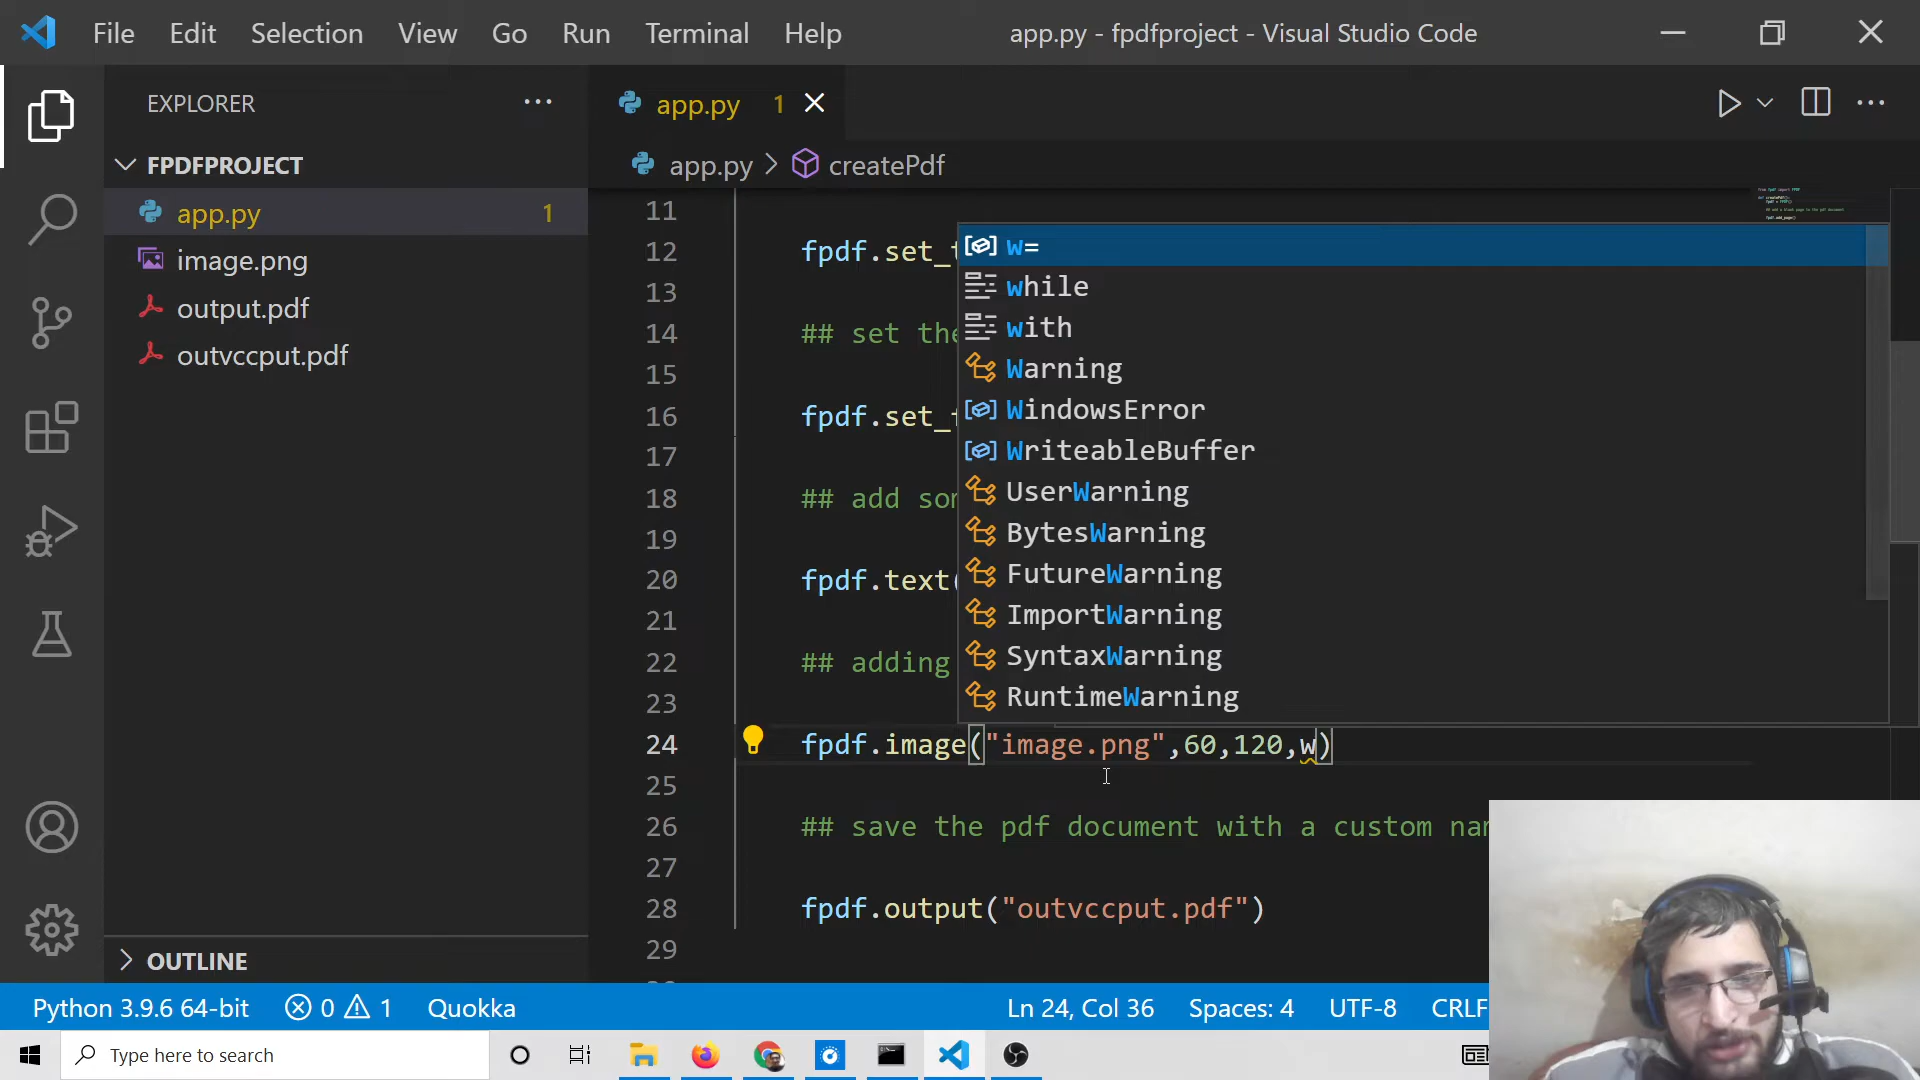 File Edit Selection View Go Run Terminal Help app.py - fpdfproject - Visual Studio Code
EXPLORER
app.py 1
FPDFPROJECT
app.py > createPdf
app.py 1
image.png
output.pdf
outvccput.pdf
OUTLINE
11
12 fpdf.set_
13
14 ## set the
15
16 fpdf.set_
17
18 ## add
19
20 fpdf.text(
21
22 ## adding
23
24 fpdf.image("image.png",60,120,w)
25
26 ## save the pdf document with a custom
27
28 fpdf.output("outvccput.pdf")
29
w=
while
with
Warning
WindowsError
WriteableBuffer
UserWarning
BytesWarning
FutureWarning
ImportWarning
SyntaxWarning
RuntimeWarning
Python 3.9.6 64-bit 0 1 Quokka Ln 24, Col 36 Spaces: 4 UTF-8 CRLF
Type here to search